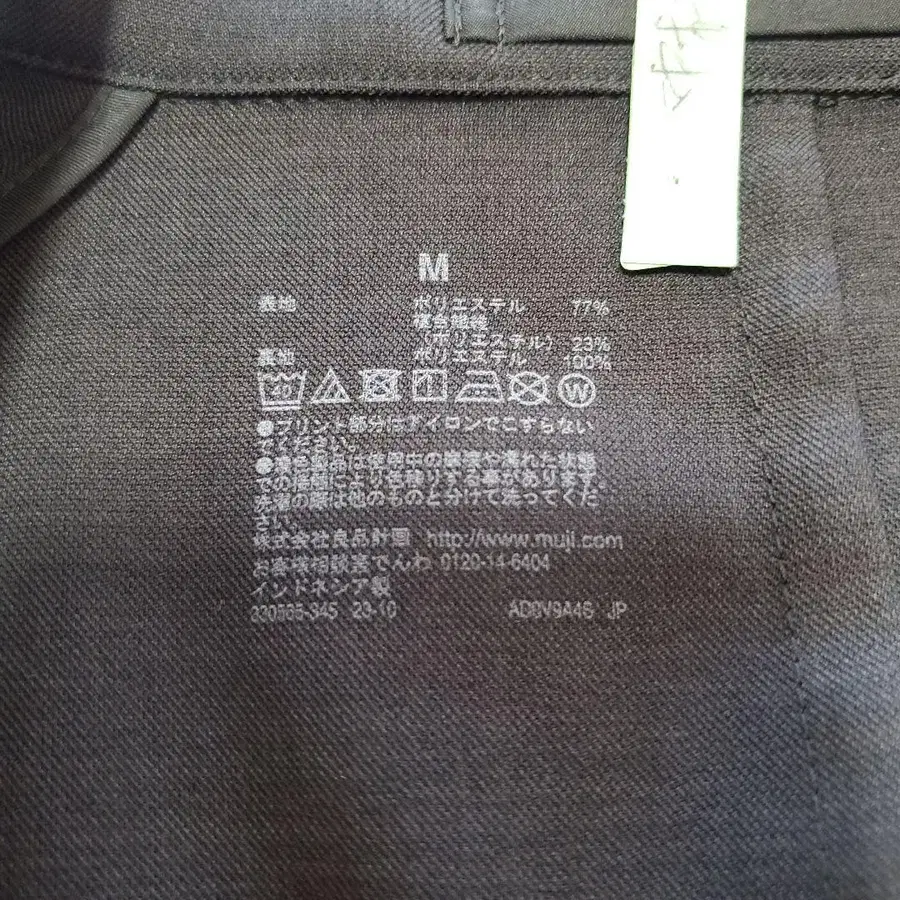 M
表地 ポリエステル 77%
複合繊維
(ポリエステル) 23%
裏地 ポリエステル 100%
40 W
●プリント部分はアイロンでこすらない
でください。
●濃色製品は使用中の摩擦や濡れた状態
での摩擦により色移りする事があります。
洗濯の際は他のものと分けて洗ってくだ
さい。
株式会社良品計画 http://www.muji.com
お客様相談室でんわ 0120-14-6404
インドネシア製
23-10 JP